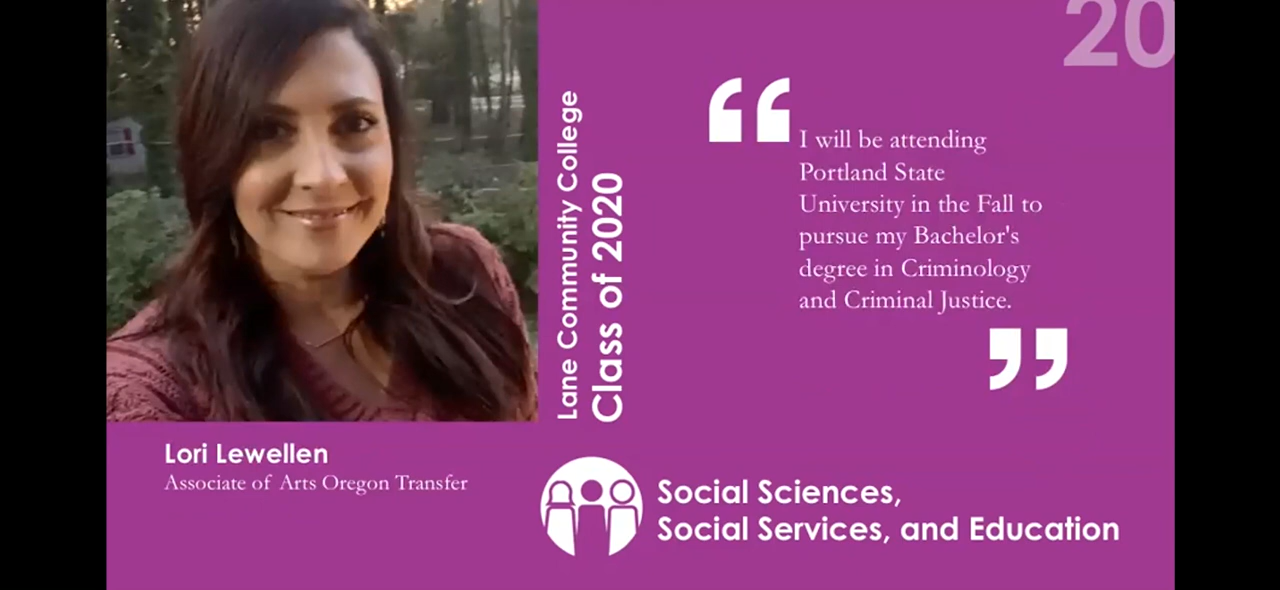 20
Lane Community College
Class of 2020
I will be attending
Portland State
University in the Fall to
pursue my Bachelor's
degree in Criminology
and Criminal Justice.
Lori Lewellen
Associate of Arts Oregon Transfer
Social Sciences,
Social Services, and Education